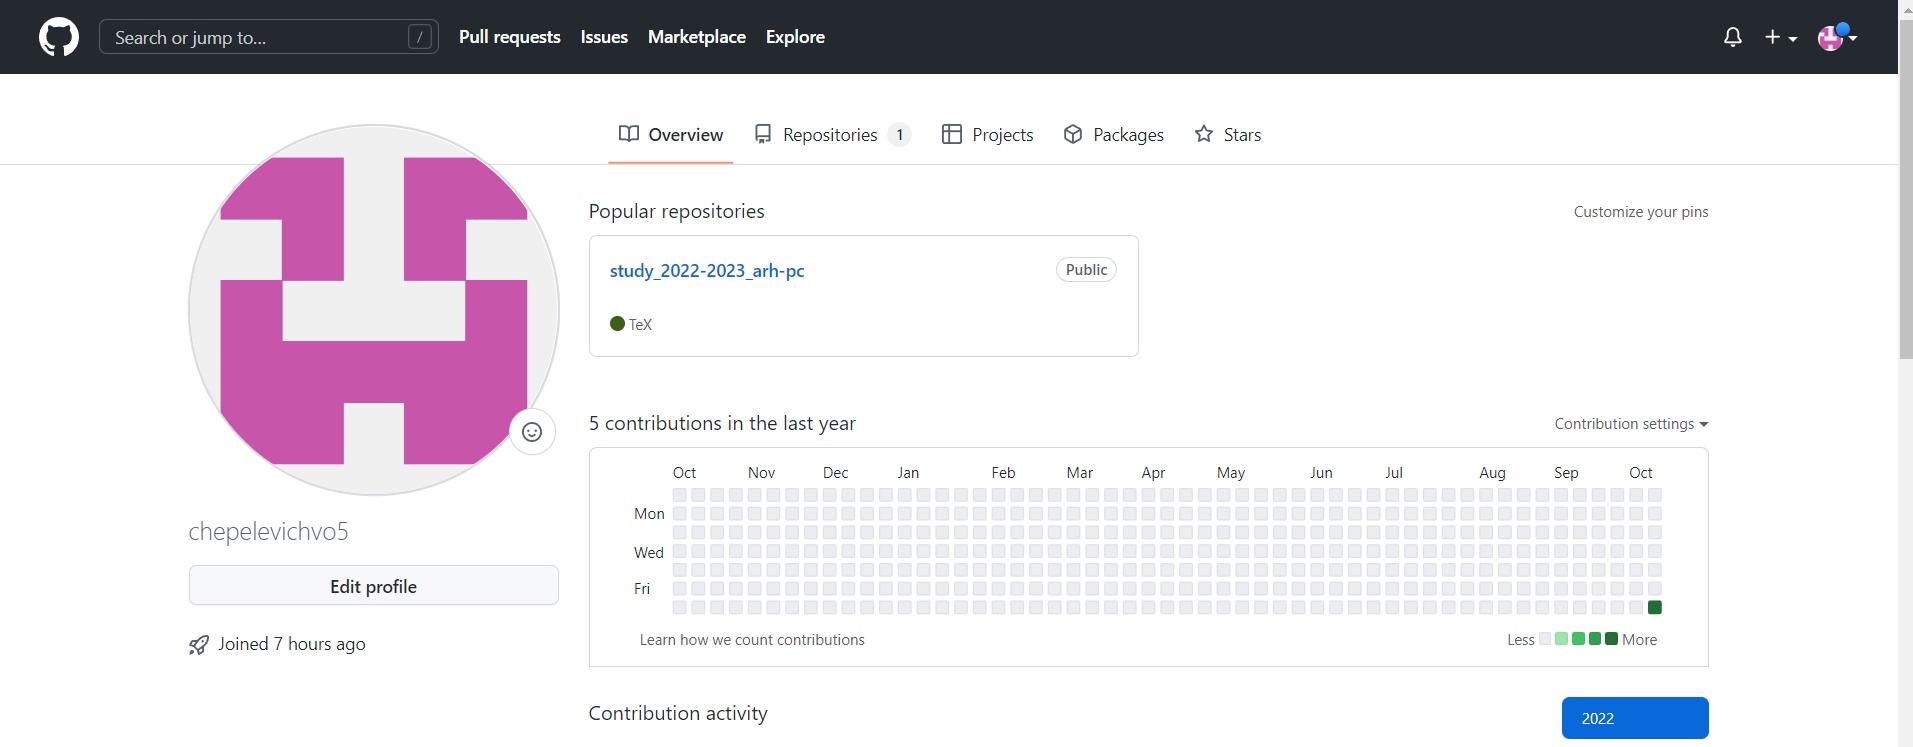 Search or jump to... /
Pull requests Issues Marketplace Explore
Overview Repositories 1 Projects Packages Stars
Popular repositories
Customize your pins
study_2022-2023_arh-pc Public
TeX
5 contributions in the last year
Contribution settings
Oct Nov Dec Jan Feb Mar Apr May Jun Jul Aug Sep Oct
Mon
Wed
Fri
Learn how we count contributions
Less More
chepelevichvo5
Edit profile
Joined 7 hours ago
Contribution activity
2022